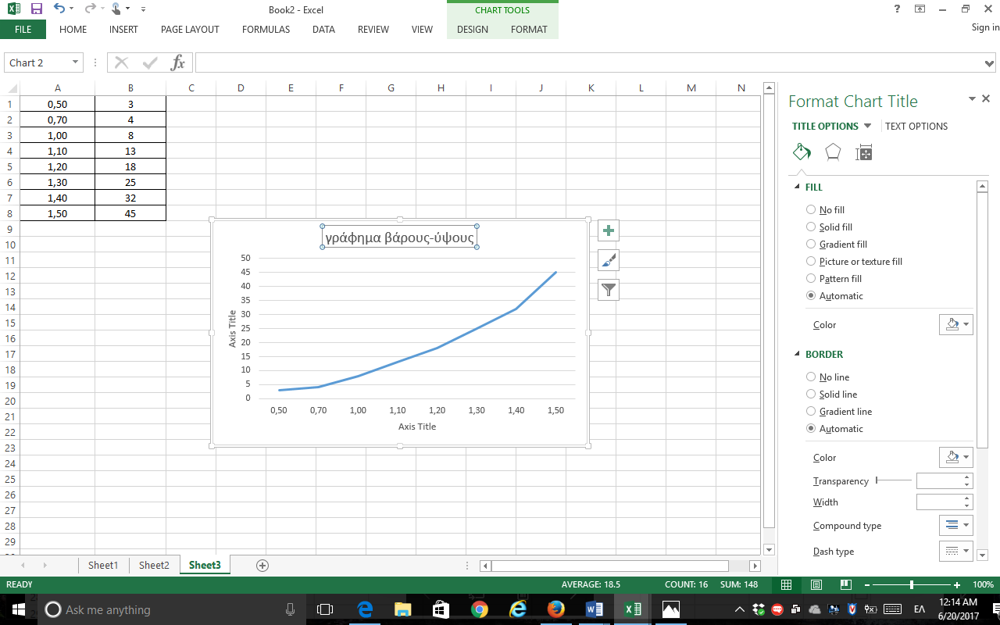 Book2 - Excel
CHART TOOLS
?
FILE HOME INSERT PAGE LAYOUT FORMULAS DATA REVIEW VIEW DESIGN FORMAT Sign in
Chart 2 fx
A B C D E F G H I J K L M N
1 0,50 3
2 0,70 4
3 1,00 8
4 1,10 13
5 1,20 18
6 1,30 25
7 1,40 32
8 1,50 45
9
10
11
12
13
14
15
16
17
18
19
20
21
22
23
24
25
26
27
28
29
γράφημα βάρους-ύψους
50
45
40
35
30
25
20
15
10
5
0
Axis Title
0,50 0,70 1,00 1,10 1,20 1,30 1,40 1,50
Axis Title
Format Chart Title
TITLE OPTIONS TEXT OPTIONS
FILL
No fill
Solid fill
Gradient fill
Picture or texture fill
Pattern fill
Automatic
Color
BORDER
No line
Solid line
Gradient line
Automatic
Color
Transparency
Width
Compound type
Dash type
Sheet1 Sheet2 Sheet3
READY AVERAGE: 18.5 COUNT: 16 SUM: 148 100%
Ask me anything
ΕΛ
12:14 AM
6/20/2017